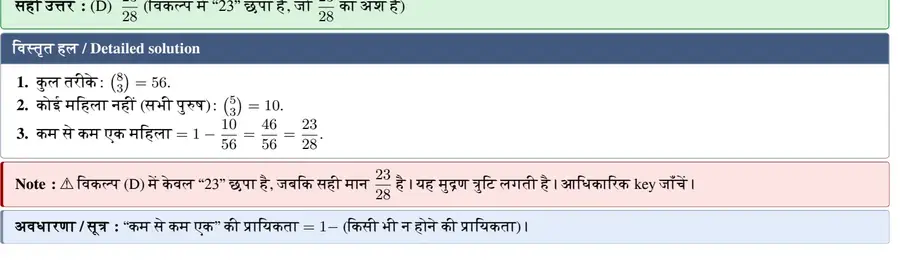 सही उत्तर : (D) 23/28 (विकल्प में “23” छपा है, जो 23/28 का अंश है)
विस्तृत हल / Detailed solution
1. कुल तरीके : (8 3) = 56.
2. कोई महिला नहीं (सभी पुरुष) : (5 3) = 10.
3. कम से कम एक महिला = 1 − 10/56 = 46/56 = 23/28.
Note : ⚠ विकल्प (D) में केवल “23” छपा है, जबकि सही मान 23/28 है। यह मुद्रण त्रुटि लगती है। आधिकारिक key जाँचें।
अवधारणा / सूत्र : “कम से कम एक” की प्रायिकता = 1− (किसी भी न होने की प्रायिकता)।